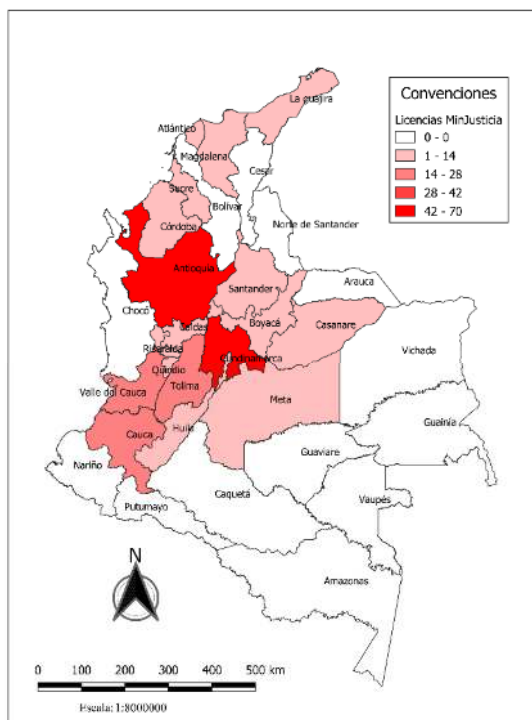 Convenciones
Licencias MinJusticia
0 - 0
1 - 14
14 - 28
28 - 42
42 - 70
La guajira
Atlántico
Magdalena
Cesar
Sucre
Bolívar
Norte de Santander
Córdoba
Antioquia
Santander
Arauca
Chocó
Boyacá
Casanare
Caldas
Risaralda
Cundinamarca
Vichada
Quindío
Tolima
Valle del Cauca
Meta
Guainía
Cauca
Huila
Guaviare
Nariño
Caquetá
Vaupés
Putumayo
Amazonas
N
0 100 200 300 400 500 km
Escala: 1:8000000